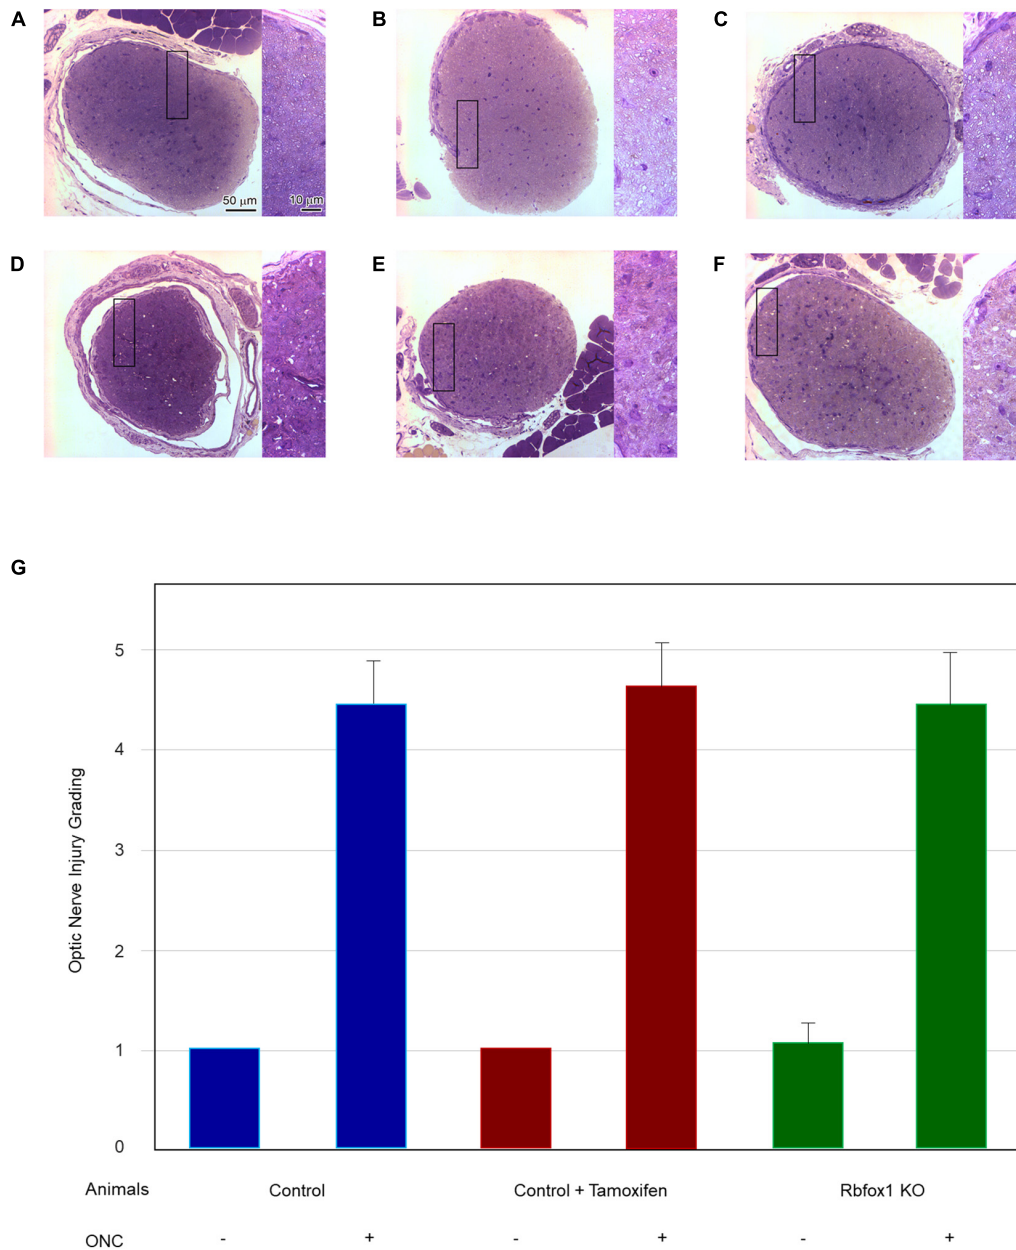 A
B
C
50 µm
10 µm
D
E
F
G
Optic Nerve Injury Grading
5
4
3
2
1
0
Animals Control Control + Tamoxifen Rbfox1 KO
ONC - + - + - +